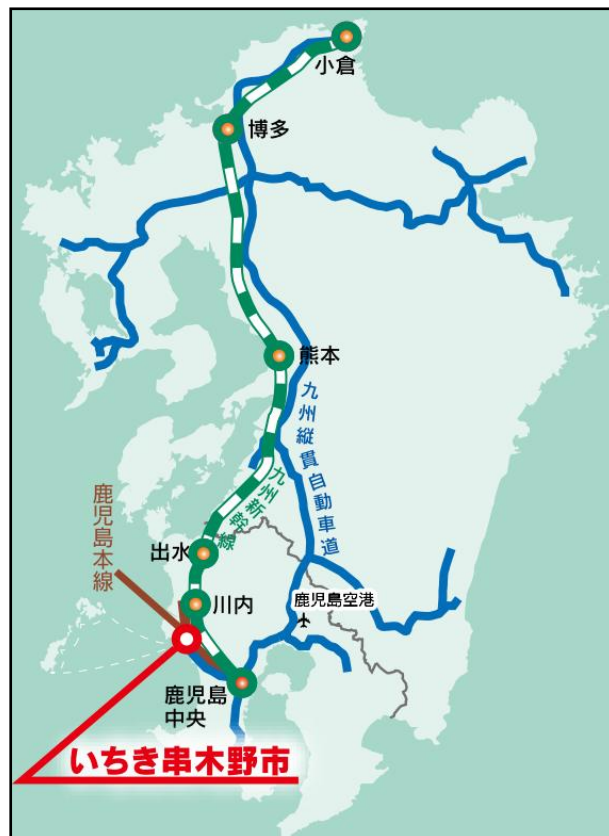 小倉
博多
熊本
九州縦貫自動車道
九州新幹線
鹿児島本線
出水
川内
鹿児島空港
鹿児島
中央
いちき串木野市